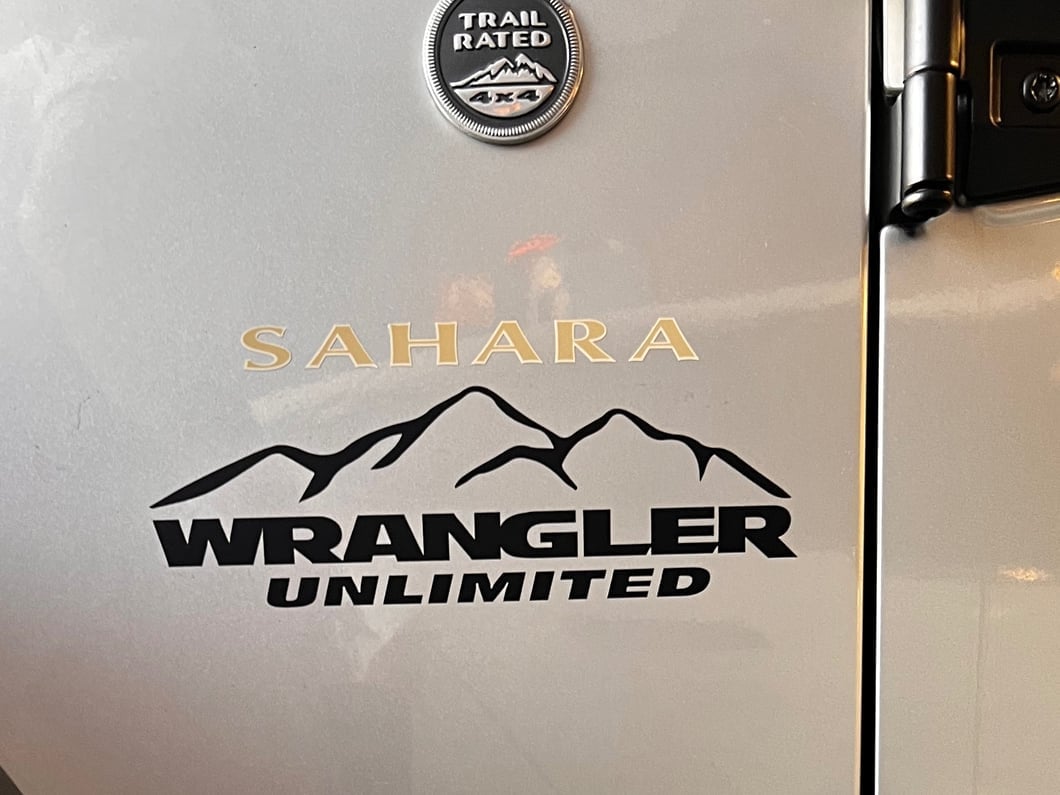 TRAIL
RATED
4x4
SAHARA
WRANGLER
UNLIMITED